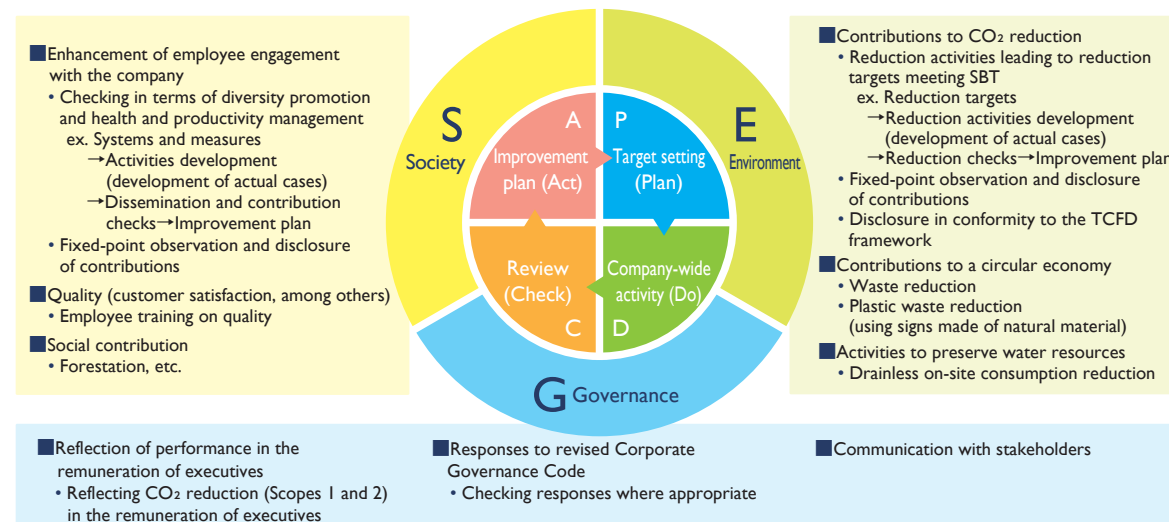 ■Enhancement of employee engagement
with the company
• Checking in terms of diversity promotion
and health and productivity management
ex. Systems and measures
→Activities development
(development of actual cases)
→Dissemination and contribution
checks→Improvement plan
• Fixed-point observation and disclosure
of contributions
■Quality (customer satisfaction, among others)
• Employee training on quality
■Social contribution
• Forestation, etc.
S
Society
A
Improvement
plan (Act)
P
Target setting
(Plan)
Review
(Check)
C
Company-wide
activity (Do)
D
E
Environment
G Governance
■Contributions to CO₂ reduction
• Reduction activities leading to reduction
targets meeting SBT
ex. Reduction targets
→Reduction activities development
(development of actual cases)
→Reduction checks→Improvement plan
• Fixed-point observation and disclosure
of contributions
• Disclosure in conformity to the TCFD
framework
■Contributions to a circular economy
• Waste reduction
• Plastic waste reduction
(using signs made of natural material)
■Activities to preserve water resources
• Drainless on-site consumption reduction
■Reflection of performance in the
remuneration of executives
• Reflecting CO₂ reduction (Scopes 1 and 2)
in the remuneration of executives
■Responses to revised Corporate
Governance Code
• Checking responses where appropriate
■Communication with stakeholders